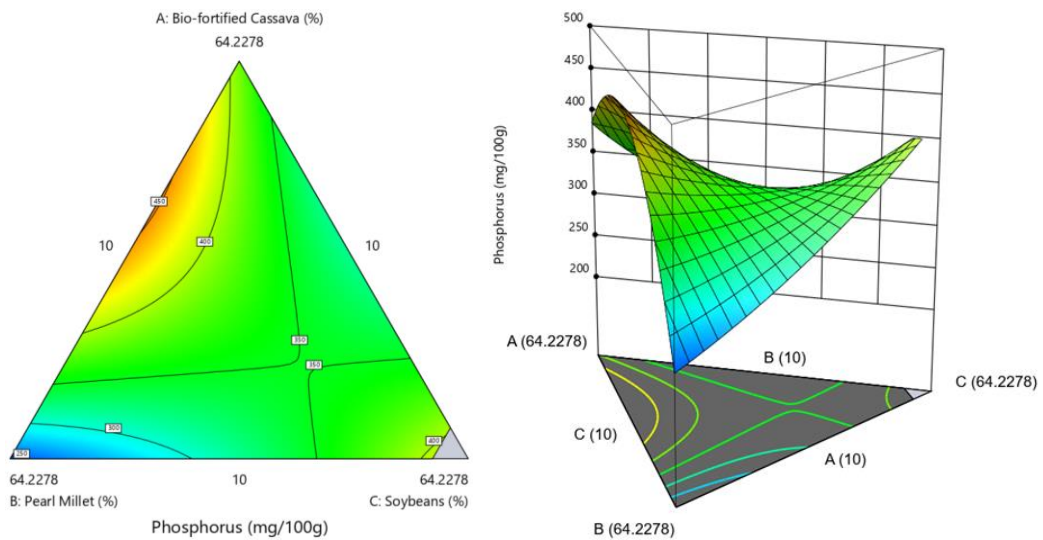 A: Bio-fortified Cassava (%)
64.2278
450
10
400
10
350
350
300
400
250
64.2278
10
64.2278
B: Pearl Millet (%)
C: Soybeans (%)
Phosphorus (mg/100g)
500
450
400
350
300
250
200
Phosphorus (mg/100g)
A (64.2278)
B (10)
C (64.2278)
C (10)
A (10)
B (64.2278)